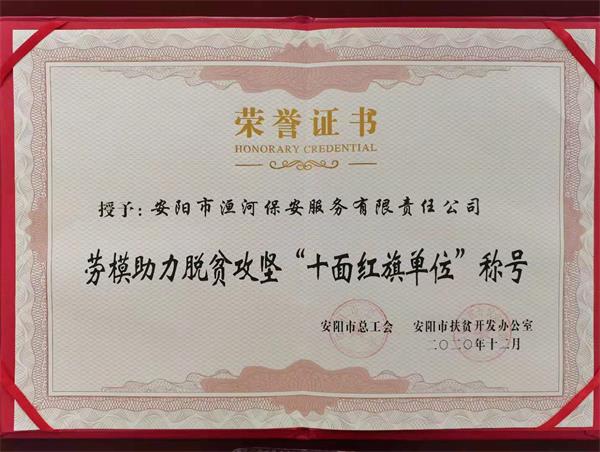 荣誉证书
HONORARY CREDENTIAL
授予：安阳市洹河保安服务有限责任公司
劳模助力脱贫攻坚“十面红旗单位”称号
安阳市总工会 安阳市扶贫开发办公室
二〇二〇年十二月